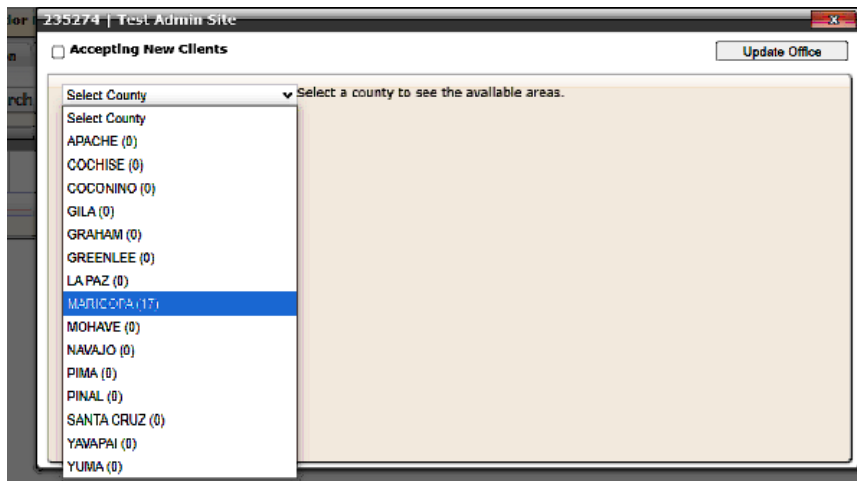 235274 | Test Admin Site
x
Accepting New Clients
Update Office
rch
Select County
Select a county to see the available areas.
Select County
APACHE (0)
COCHISE (0)
COCONINO (0)
GILA (0)
GRAHAM (0)
GREENLEE (0)
LA PAZ (0)
MARICOPA (17)
MOHAVE (0)
NAVAJO (0)
PIMA (0)
PINAL (0)
SANTA CRUZ (0)
YAVAPAI (0)
YUMA (0)